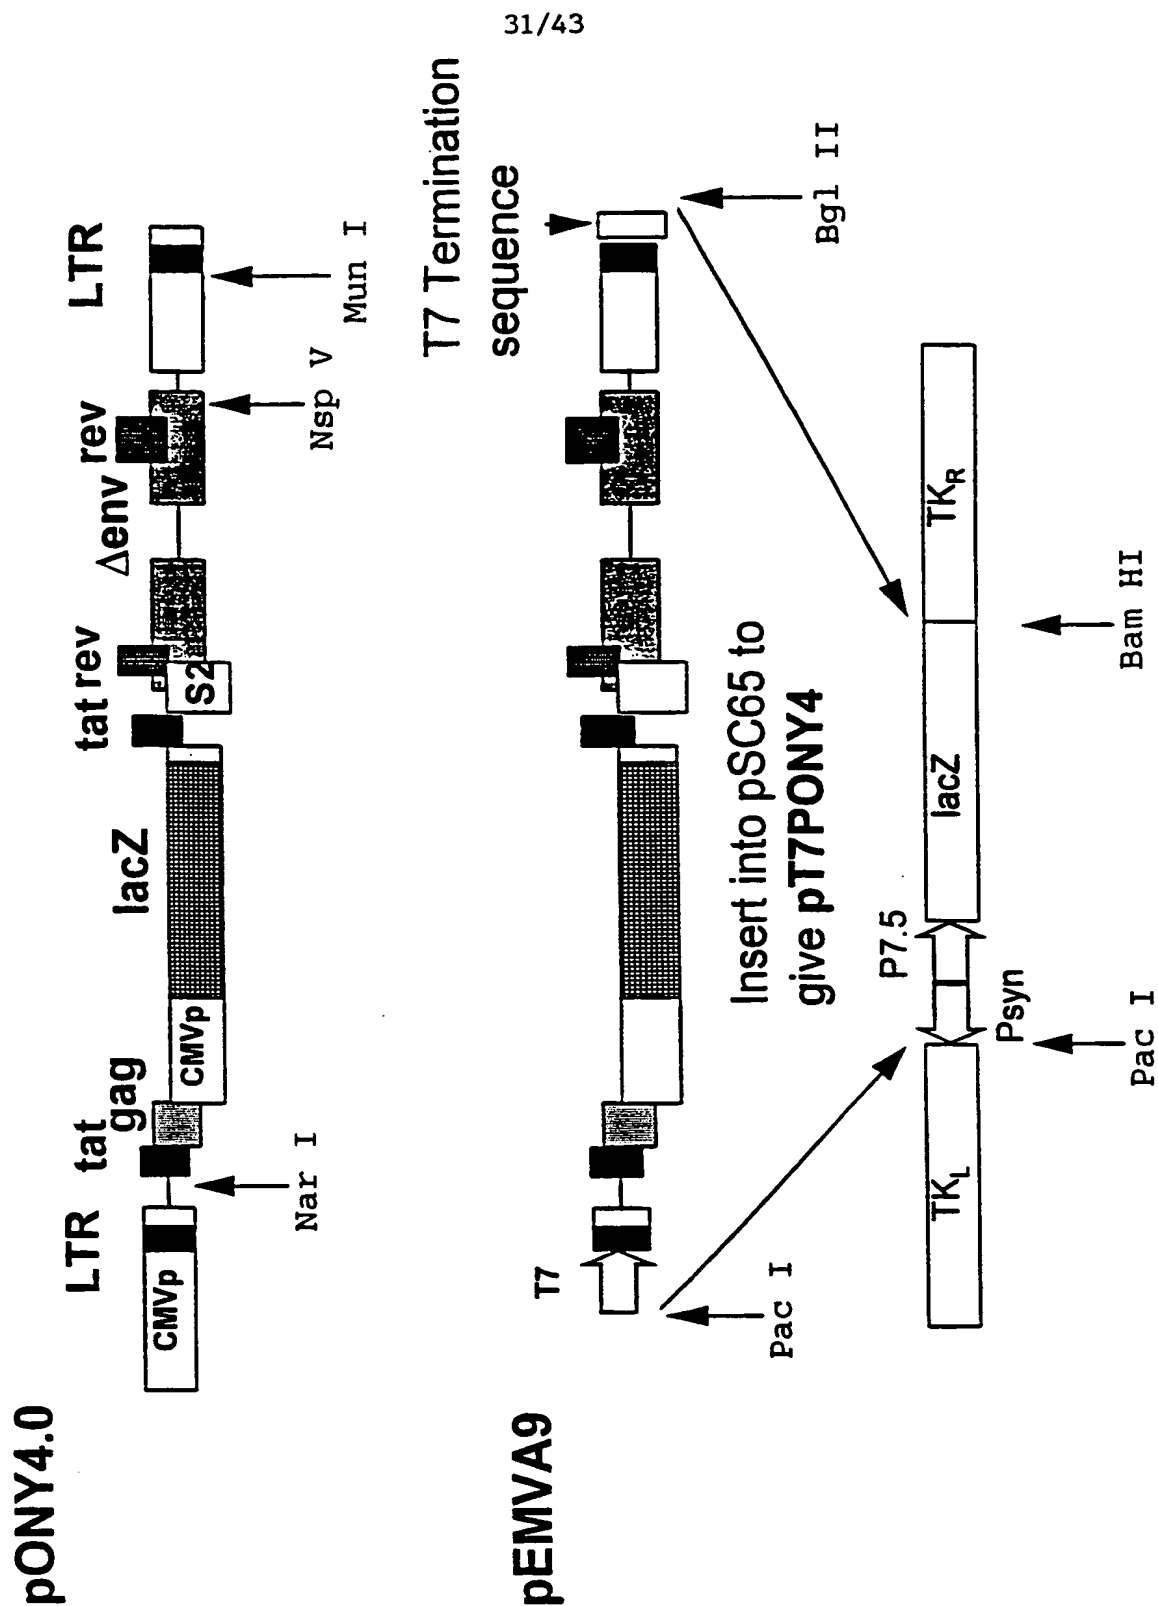 31/43
pONY4.0
LTR
tat
gag
lacZ
tat rev
Δenv
rev
LTR
CMVp
CMVp
S2
Nar I
Nsp V
Mun I
pEMVA9
T7
T7 Termination
sequence
Pac I
Bgl II
Insert into pSC65 to
give pT7PONY4
P7.5
Psyn
TKL
lacZ
TKR
Pac I
Bam HI